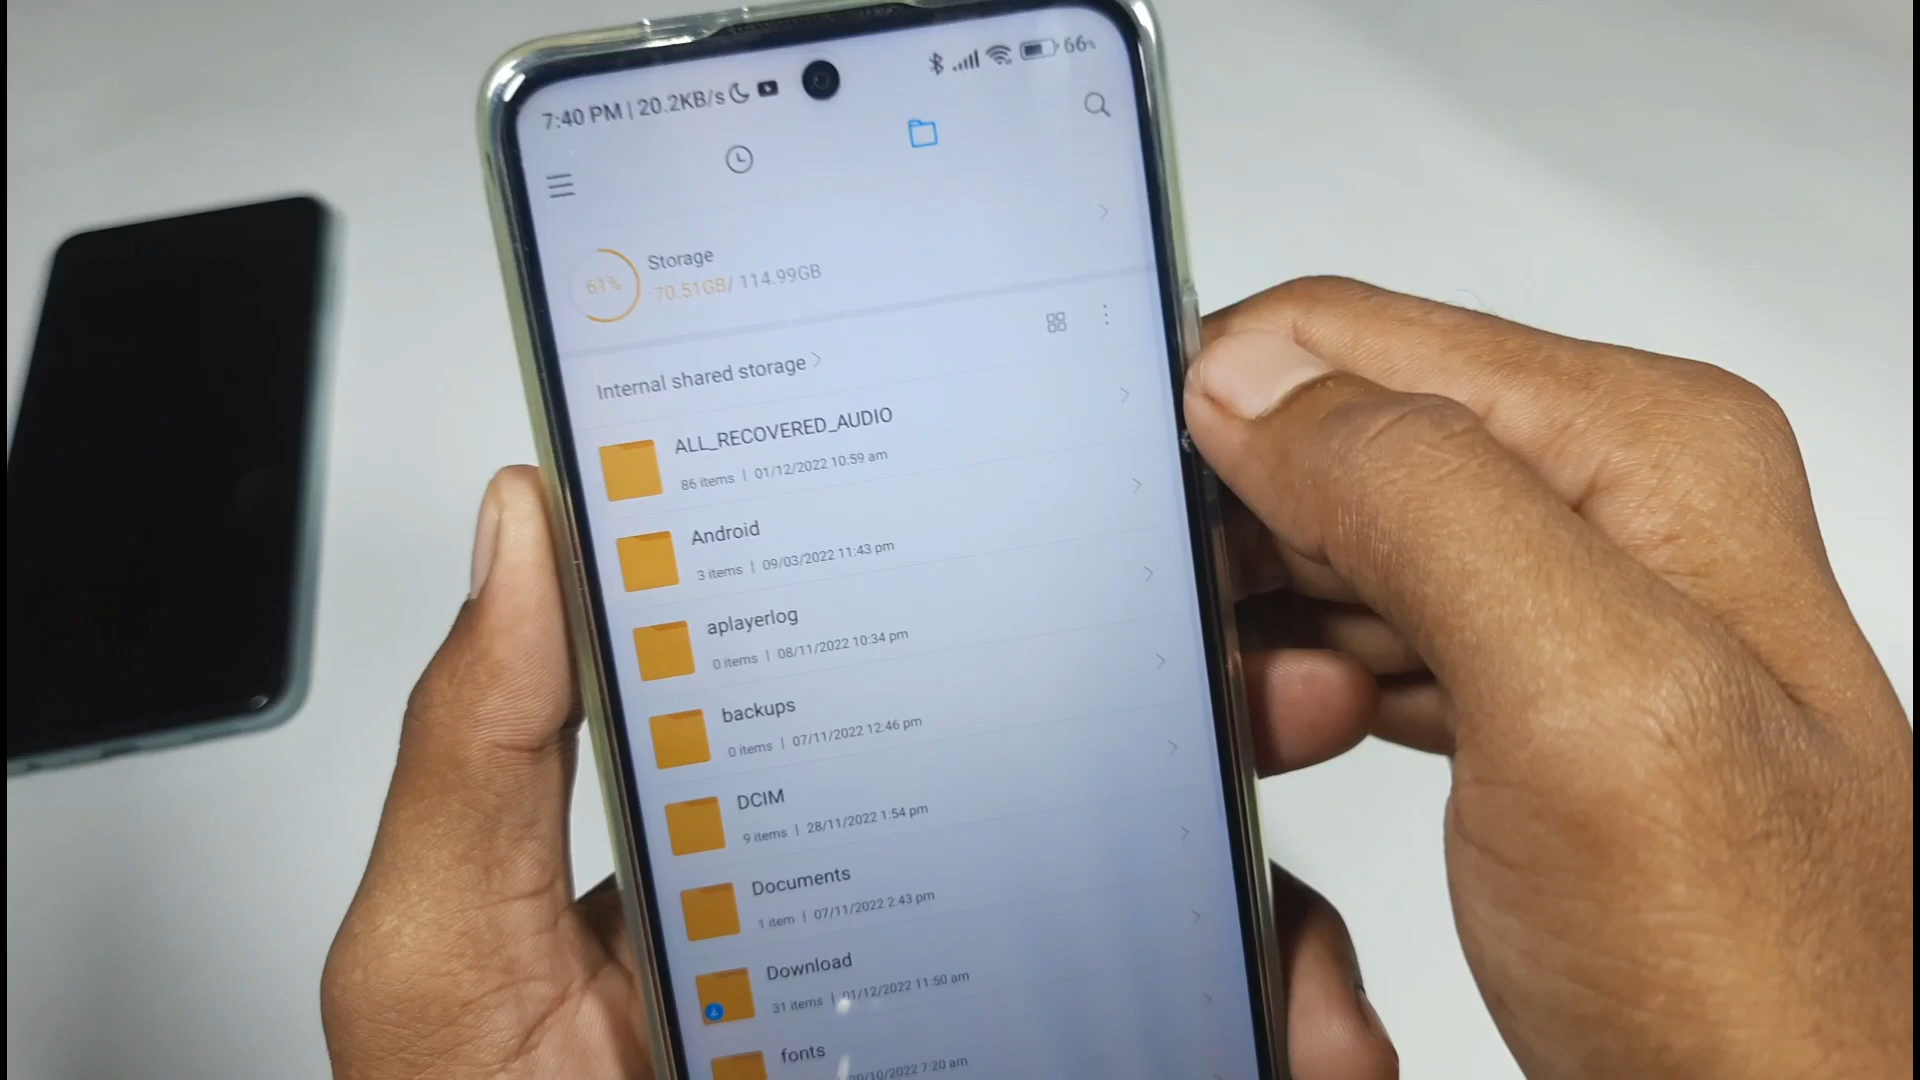 7:40 PM | 20.2KB/s 66%
61%
Storage
70.51GB/ 114.99GB
Internal shared storage
ALL_RECOVERED_AUDIO
86 items | 01/12/2022 10:59 am
Android
3 items | 09/03/2022 11:43 pm
aplayerlog
0 items | 08/11/2022 10:34 pm
backups
0 items | 07/11/2022 12:46 pm
DCIM
9 items | 28/11/2022 1:54 pm
Documents
1 item | 07/11/2022 2:43 pm
Download
31 items | 01/12/2022 11:50 am
fonts
7:20 am